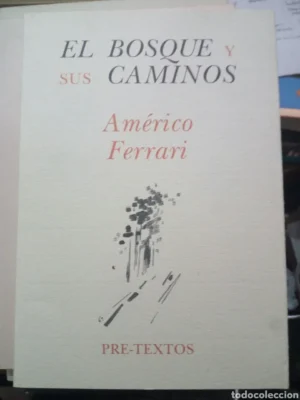 EL BOSQUE Y
SUS CAMINOS
Américo
Ferrari
PRE-TEXTOS
todocoleccion